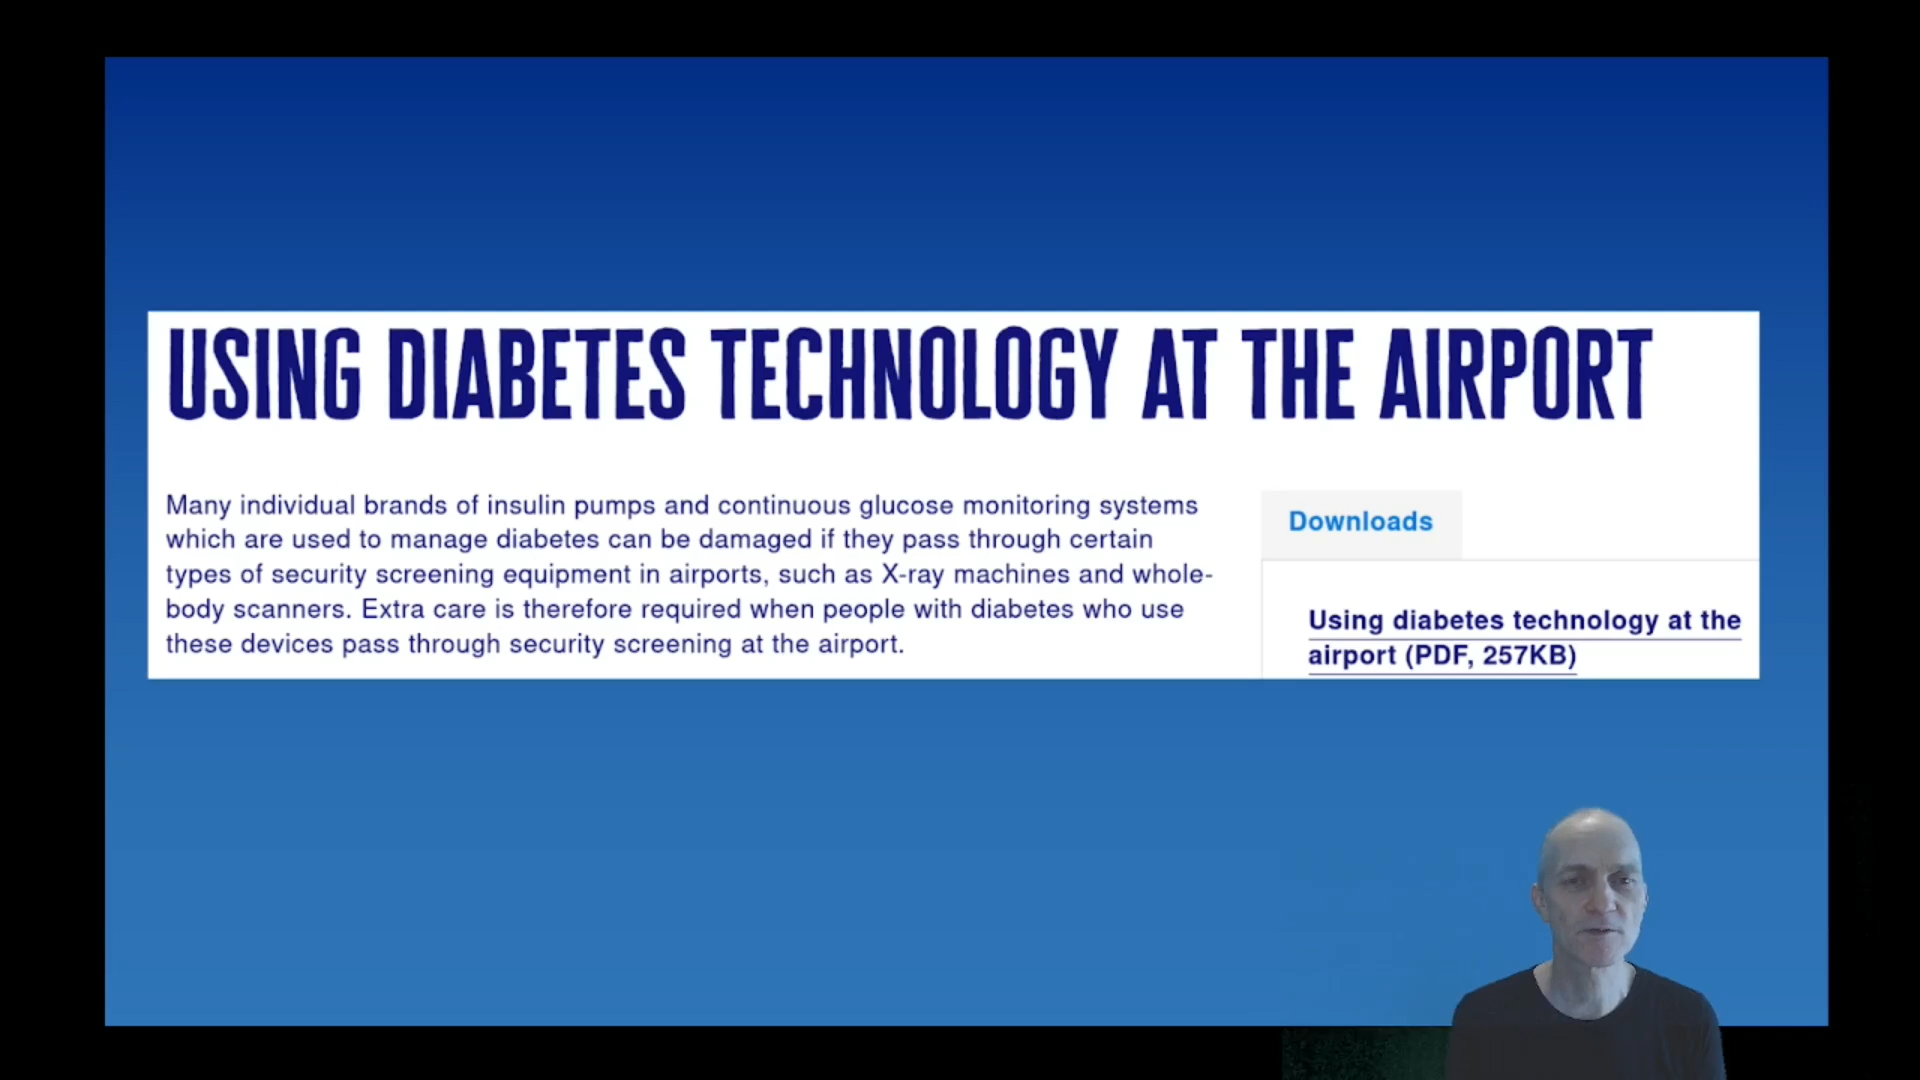 USING DIABETES TECHNOLOGY AT THE AIRPORT
Many individual brands of insulin pumps and continuous glucose monitoring systems
which are used to manage diabetes can be damaged if they pass through certain
types of security screening equipment in airports, such as X-ray machines and whole-
body scanners. Extra care is therefore required when people with diabetes who use
these devices pass through security screening at the airport.
Downloads
Using diabetes technology at the
airport (PDF, 257KB)